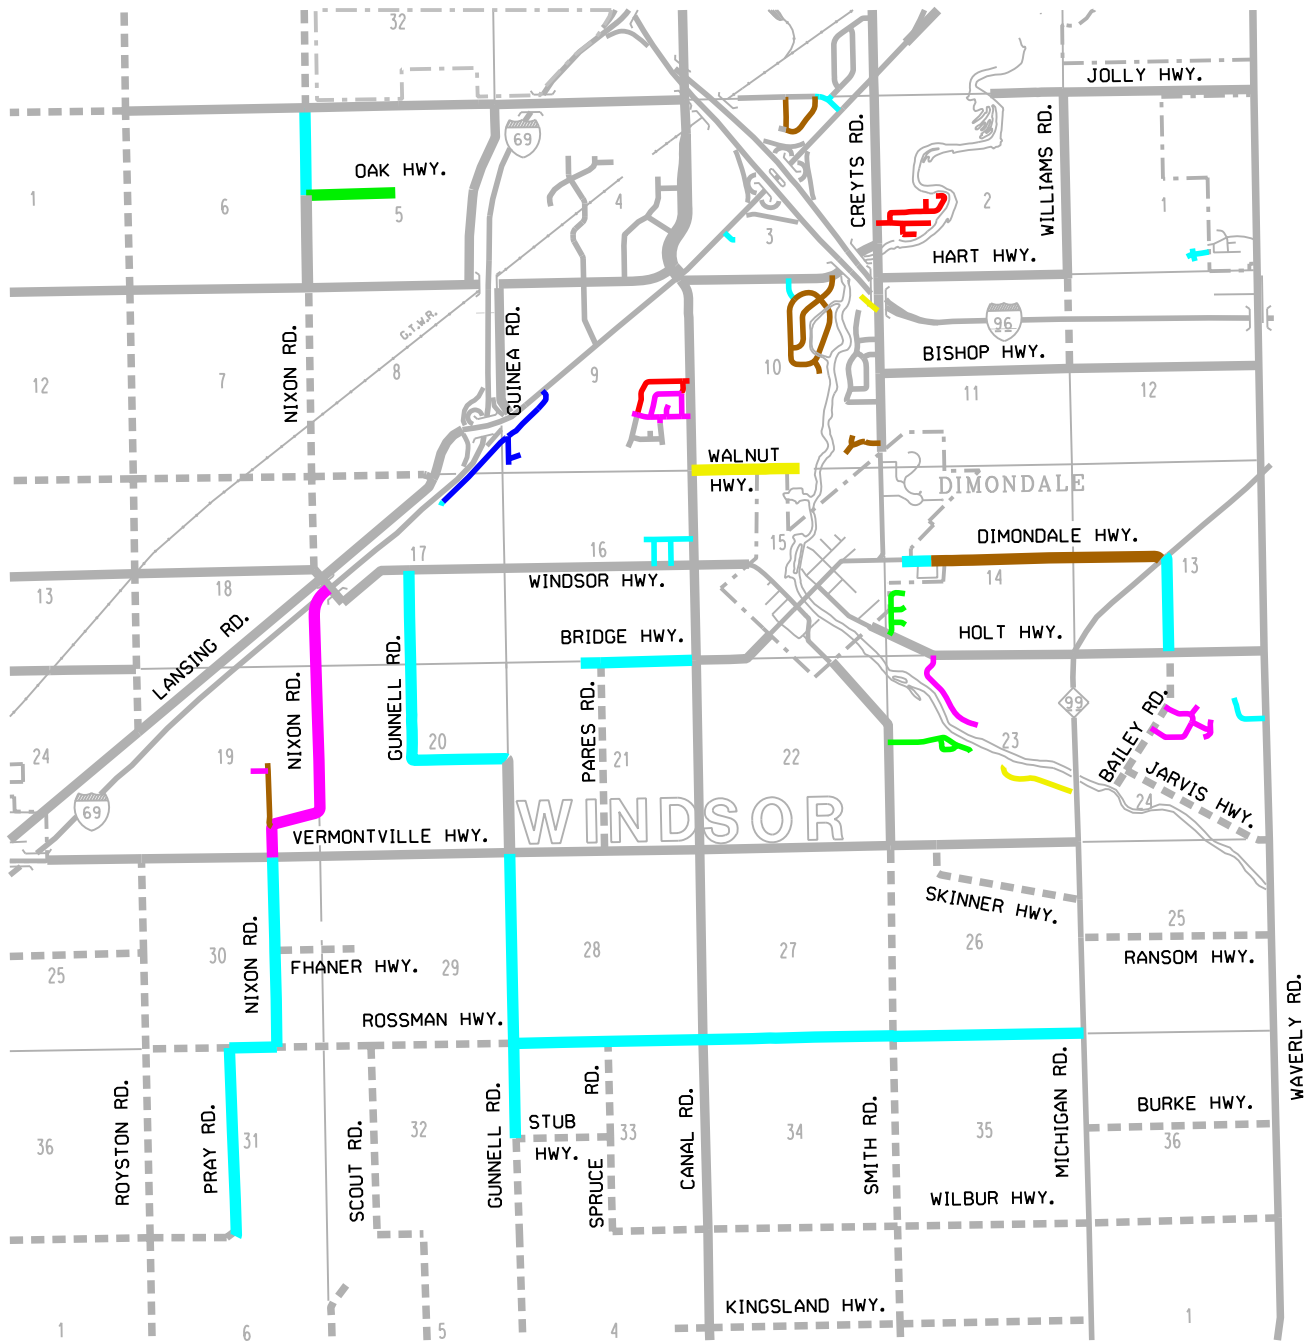 32
JOLLY HWY.
69
OAK HWY.
CREYTS RD.
WILLIAMS RD.
1
6
5
4
3
2
1
HART HWY.
G.T.W.R.
NIXON RD.
GUINEA RD.
96
BISHOP HWY.
12
7
8
9
10
11
12
WALNUT
HWY.
DIMONDALE
DIMONDALE HWY.
13
18
17
16
15
14
13
WINDSOR HWY.
LANSING RD.
BRIDGE HWY.
HOLT HWY.
NIXON RD.
GUNNELL RD.
PARES RD.
99
BAILEY RD.
JARVIS HWY.
24
19
20
21
22
23
24
69
WINDSOR
VERMONTVILLE HWY.
SKINNER HWY.
NIXON RD.
25
30
29
28
27
26
25
FHANER HWY.
RANSOM HWY.
ROSSMAN HWY.
WAVERLY RD.
ROYSTON RD.
PRAY RD.
SCOUT RD.
GUNNELL RD.
STUB
HWY.
SPRUCE RD.
CANAL RD.
SMITH RD.
MICHIGAN RD.
BURKE HWY.
36
31
32
33
34
35
36
WILBUR HWY.
KINGSLAND HWY.
1
6
5
4
1